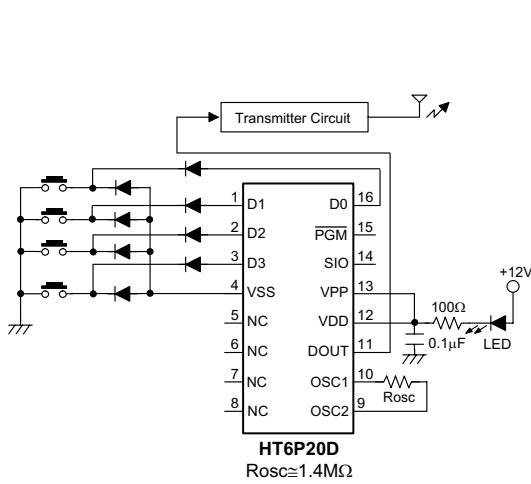 Transmitter Circuit
1 D1 D0 16
2 D2 PGM 15
3 D3 SIO 14
4 VSS VPP 13
5 NC VDD 12
6 NC DOUT 11
7 NC OSC1 10
8 NC OSC2 9
+12V
100Ω
0.1μF
LED
Rosc
HT6P20D
Rosc≅1.4MΩ